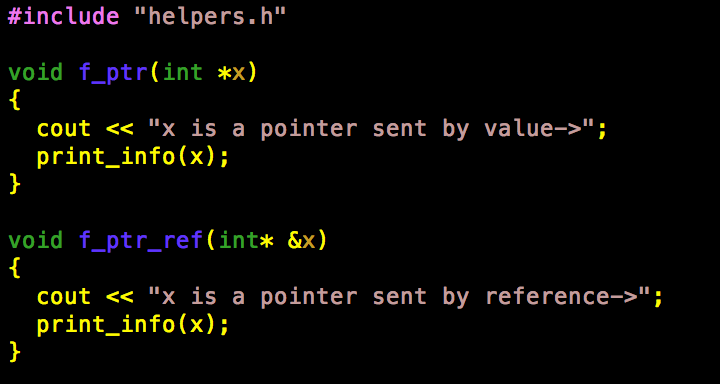 #include "helpers.h"

void f_ptr(int *x)
{
  cout << "x is a pointer sent by value->";
  print_info(x);
}

void f_ptr_ref(int* &x)
{
  cout << "x is a pointer sent by reference->";
  print_info(x);
}